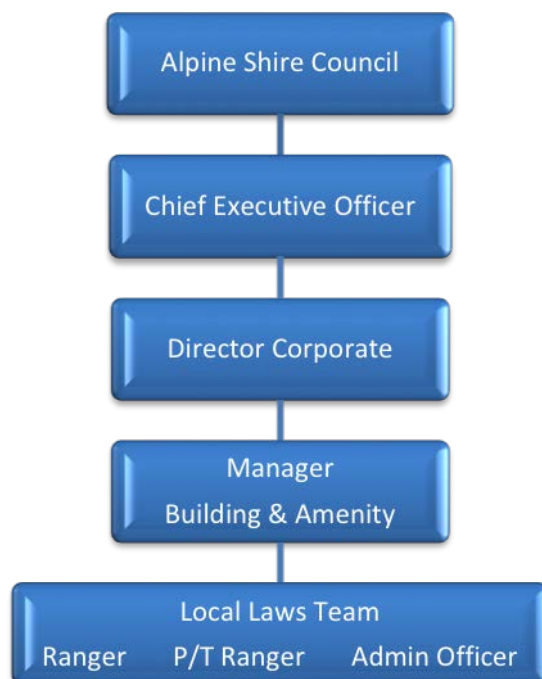 Alpine Shire Council
Chief Executive Officer
Director Corporate
Manager
Building & Amenity
Local Laws Team
Ranger P/T Ranger Admin Officer